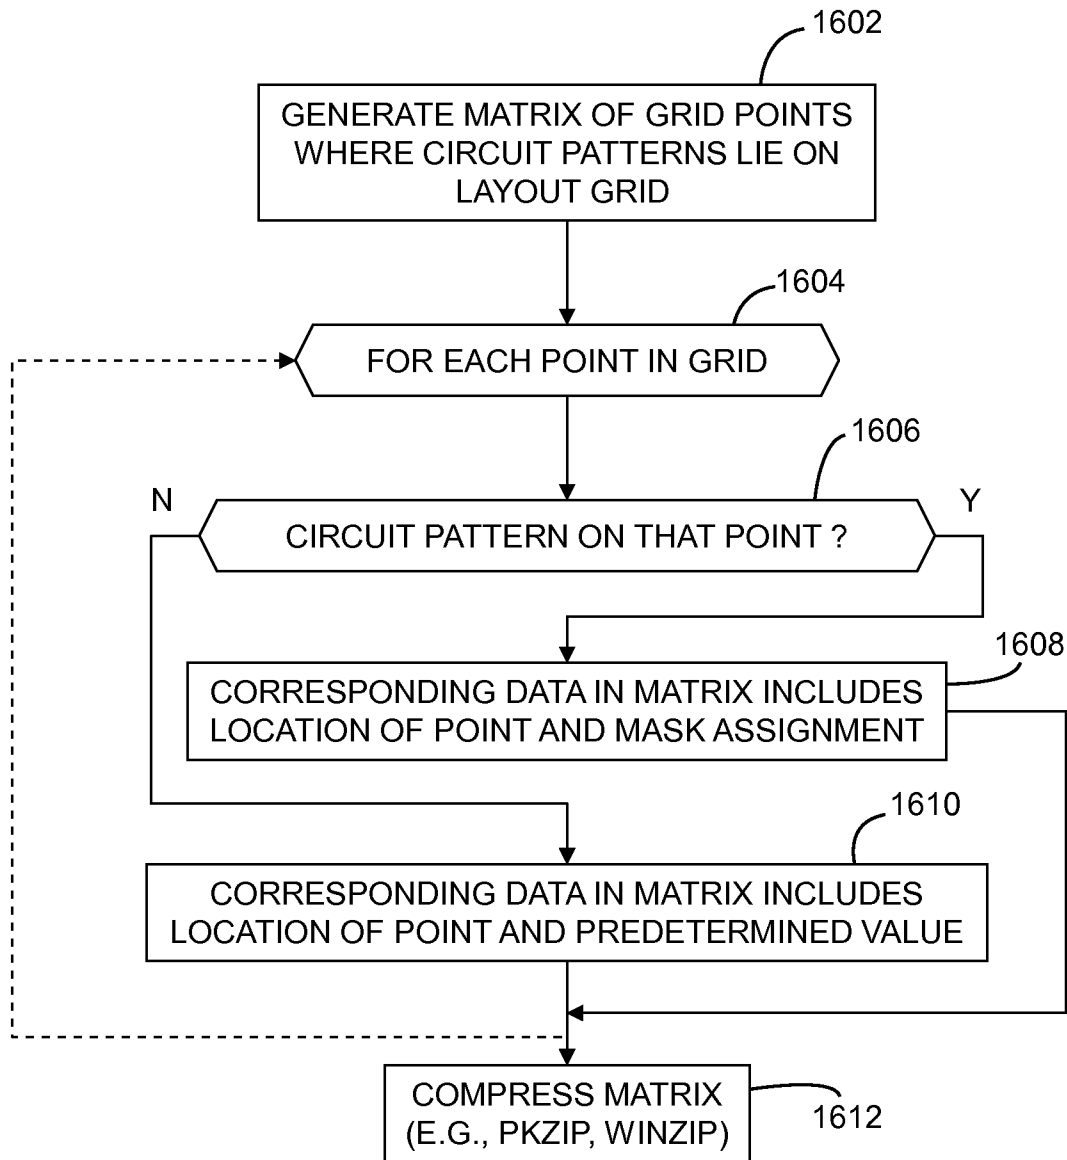 1602
GENERATE MATRIX OF GRID POINTS
WHERE CIRCUIT PATTERNS LIE ON
LAYOUT GRID
1604
FOR EACH POINT IN GRID
1606
N
Y
CIRCUIT PATTERN ON THAT POINT ?
1608
CORRESPONDING DATA IN MATRIX INCLUDES
LOCATION OF POINT AND MASK ASSIGNMENT
1610
CORRESPONDING DATA IN MATRIX INCLUDES
LOCATION OF POINT AND PREDETERMINED VALUE
COMPRESS MATRIX
(E.G., PKZIP, WINZIP)
1612